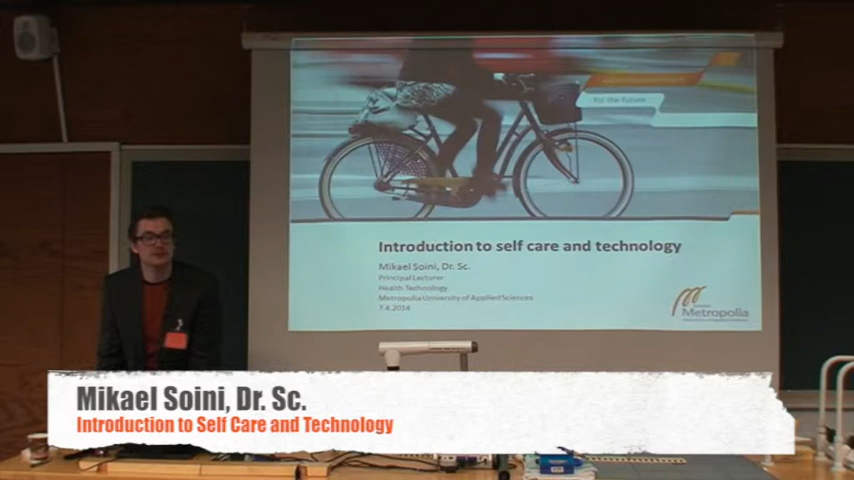 for the future
Introduction to self care and technology
Mikael Soini, Dr. Sc.
Principal Lecturer
Health Technology
Metropolia University of Applied Sciences
7.4.2014
Metropolia
Mikael Soini, Dr. Sc.
Introduction to Self Care and Technology